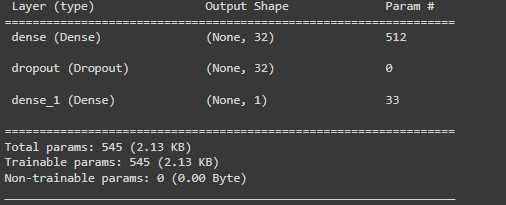 Layer (type) Output Shape Param #
=================================================================
dense (Dense) (None, 32) 512
dropout (Dropout) (None, 32) 0
dense_1 (Dense) (None, 1) 33
=================================================================
Total params: 545 (2.13 KB)
Trainable params: 545 (2.13 KB)
Non-trainable params: 0 (0.00 Byte)
_________________________________________________________________